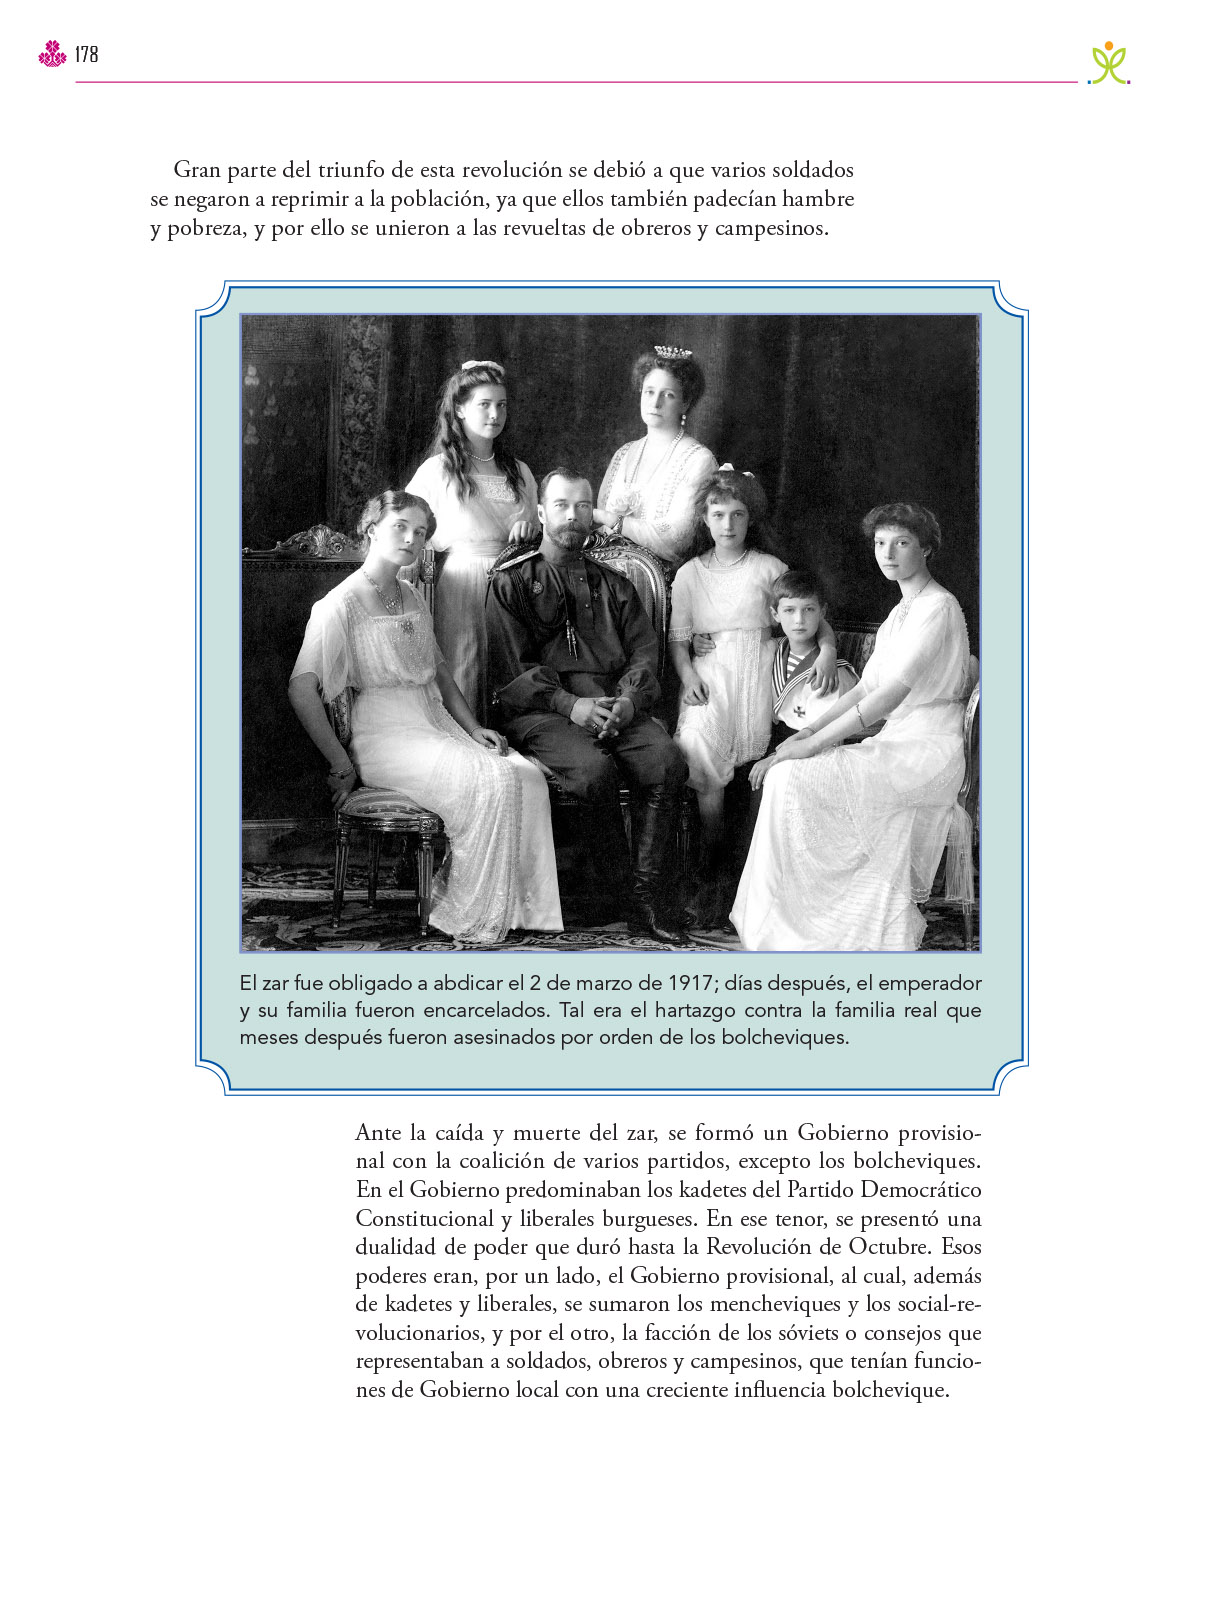 178
Gran parte del triunfo de esta revolución se debió a que varios soldados
se negaron a reprimir a la población, ya que ellos también padecían hambre
y pobreza, y por ello se unieron a las revueltas de obreros y campesinos.
El zar fue obligado a abdicar el 2 de marzo de 1917; días después, el emperador
y su familia fueron encarcelados. Tal era el hartazgo contra la familia real que
meses después fueron asesinados por orden de los bolcheviques.
Ante la caída y muerte del zar, se formó un Gobierno provisio-
nal con la coalición de varios partidos, excepto los bolcheviques.
En el Gobierno predominaban los kadetes del Partido Democrático
Constitucional y liberales burgueses. En ese tenor, se presentó una
dualidad de poder que duró hasta la Revolución de Octubre. Esos
poderes eran, por un lado, el Gobierno provisional, al cual, además
de kadetes y liberales, se sumaron los mencheviques y los social-re-
volucionarios, y por el otro, la facción de los sóviets o consejos que
representaban a soldados, obreros y campesinos, que tenían funcio-
nes de Gobierno local con una creciente influencia bolchevique.